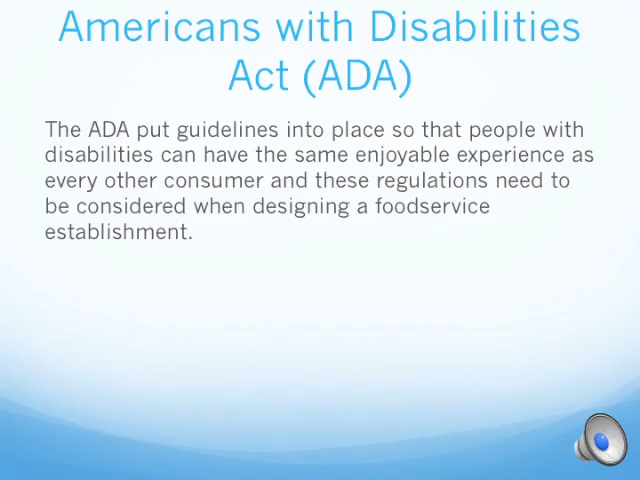 Americans with Disabilities
Act (ADA)
The ADA put guidelines into place so that people with
disabilities can have the same enjoyable experience as
every other consumer and these regulations need to
be considered when designing a foodservice
establishment.